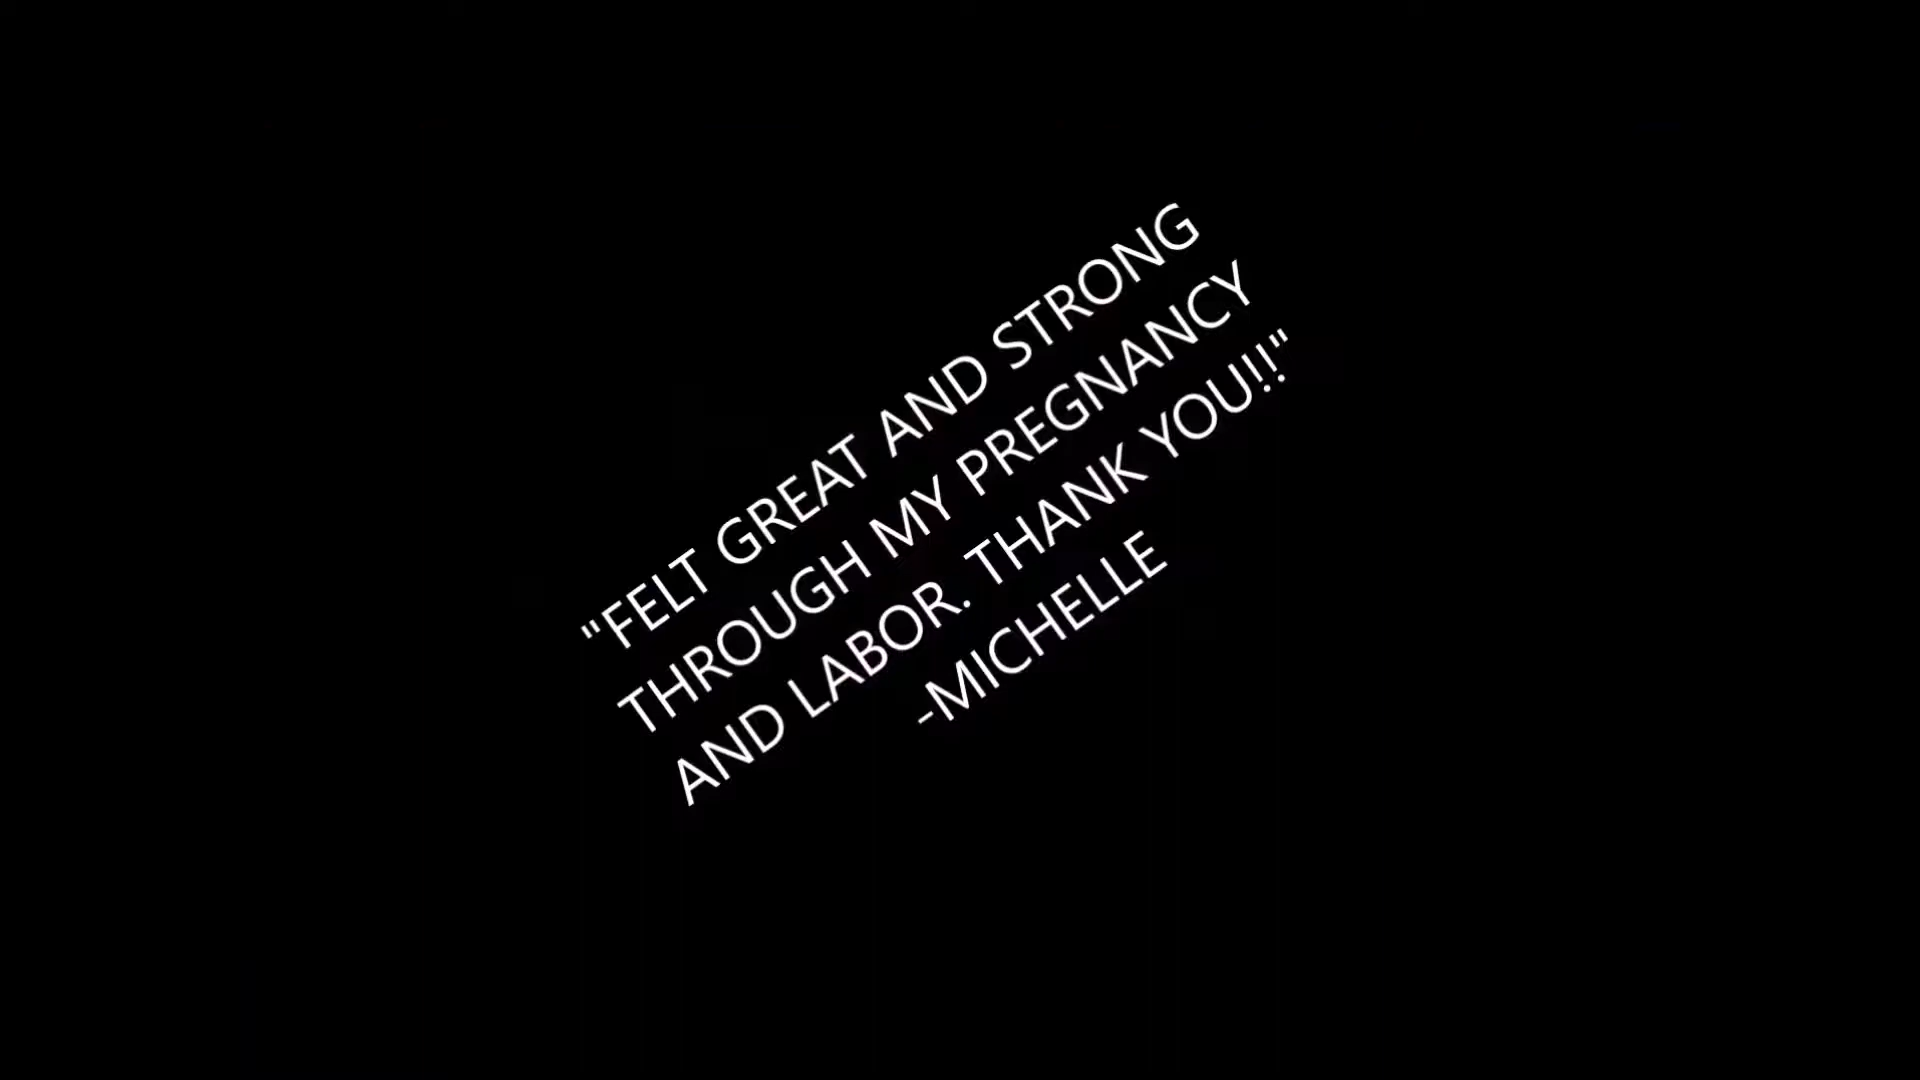 "FELT GREAT AND STRONG
THROUGH MY PREGNANCY
AND LABOR. THANK YOU!!"
-MICHELLE